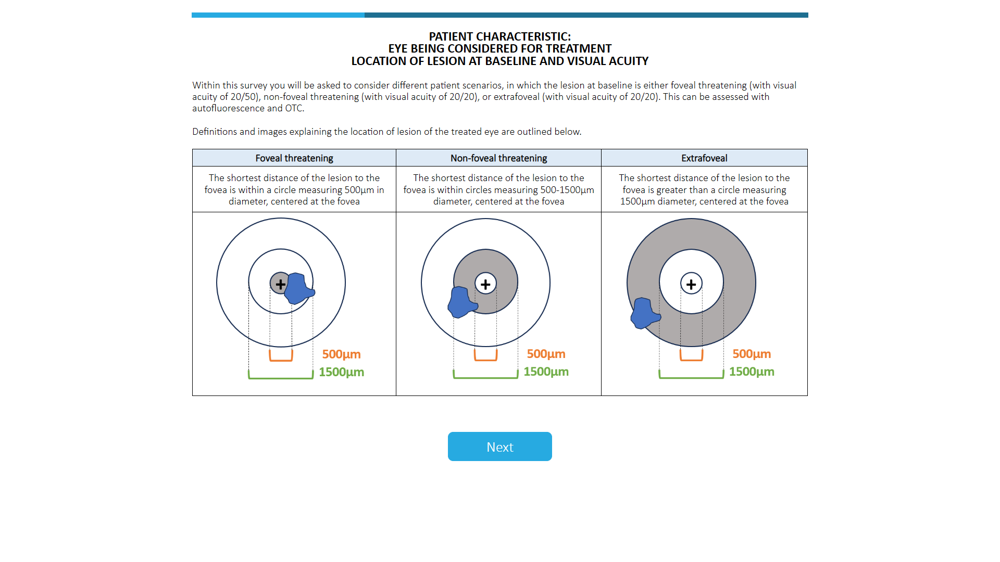 PATIENT CHARACTERISTIC:
EYE BEING CONSIDERED FOR TREATMENT
LOCATION OF LESION AT BASELINE AND VISUAL ACUITY
Within this survey you will be asked to consider different patient scenarios, in which the lesion at baseline is either foveal threatening (with visual
acuity of 20/50), non-foveal threatening (with visual acuity of 20/20), or extrafoveal (with visual acuity of 20/20). This can be assessed with
autofluorescence and OTC.
Definitions and images explaining the location of lesion of the treated eye are outlined below.
Foveal threatening
Non-foveal threatening
Extrafoveal
The shortest distance of the lesion to the
fovea is within a circle measuring 500µm in
diameter, centered at the fovea
The shortest distance of the lesion to the
fovea is within circles measuring 500-1500µm
diameter, centered at the fovea
The shortest distance of the lesion to the
fovea is greater than a circle measuring
1500µm diameter, centered at the fovea
500µm
1500µm
500µm
1500µm
500µm
1500µm
Next